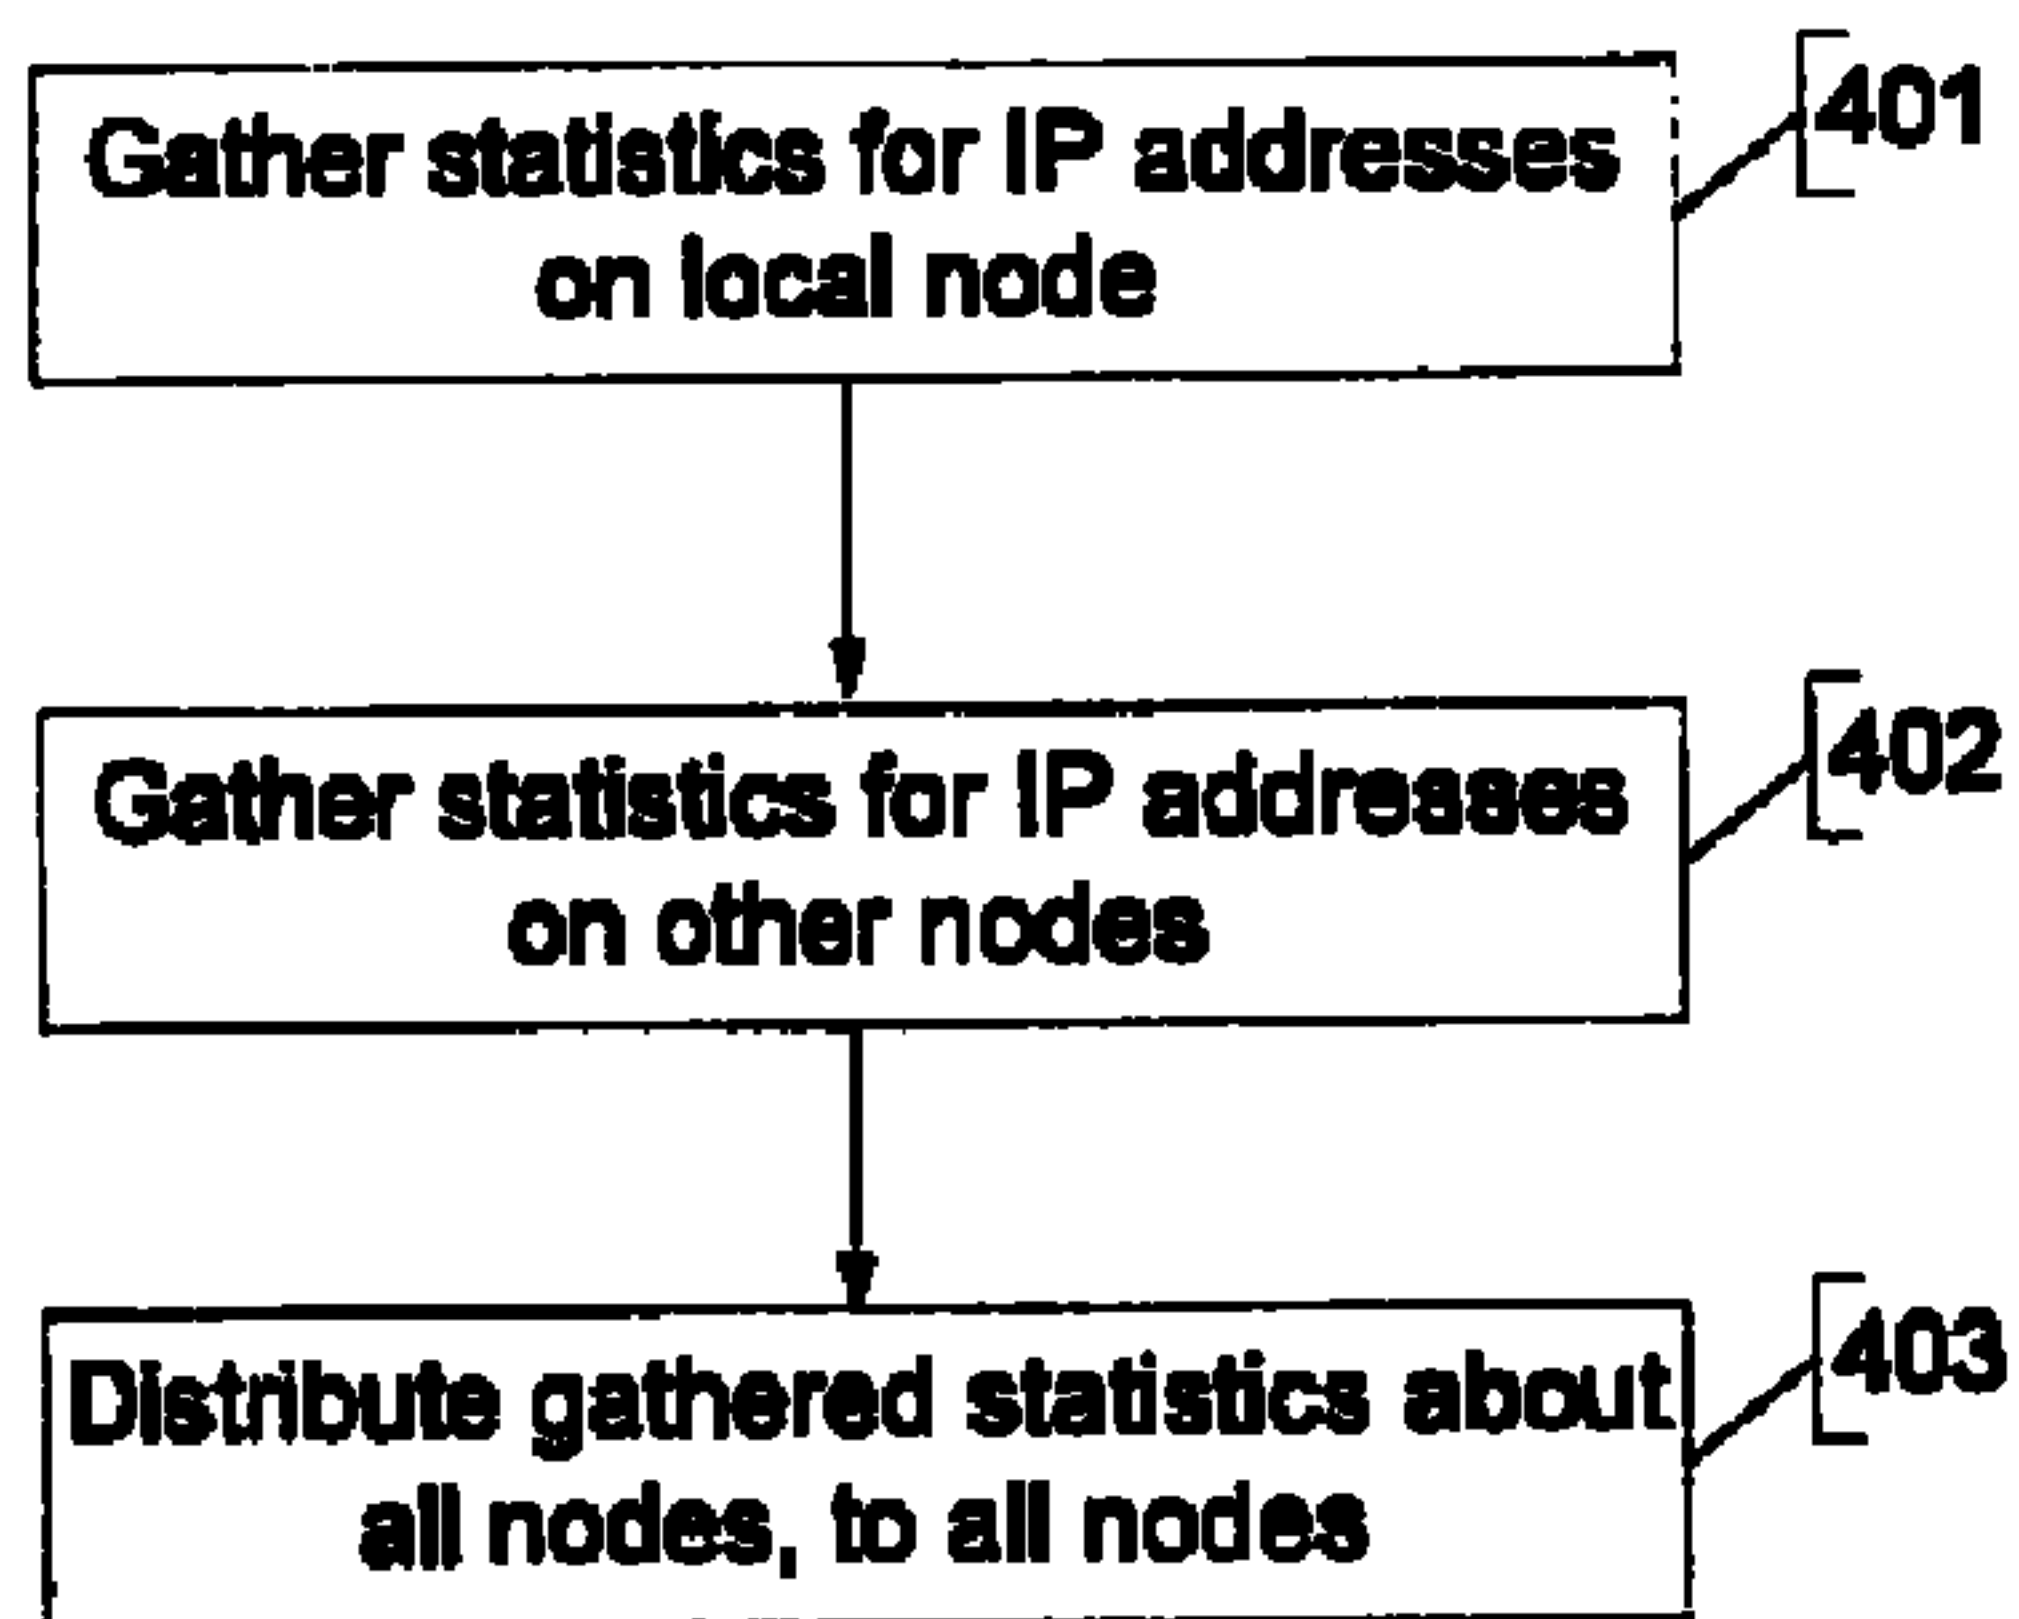 Gather statistics for IP addresses
on local node
401
Gather statistics for IP addresses
on other nodes
402
Distribute gathered statistics about
all nodes, to all nodes
403